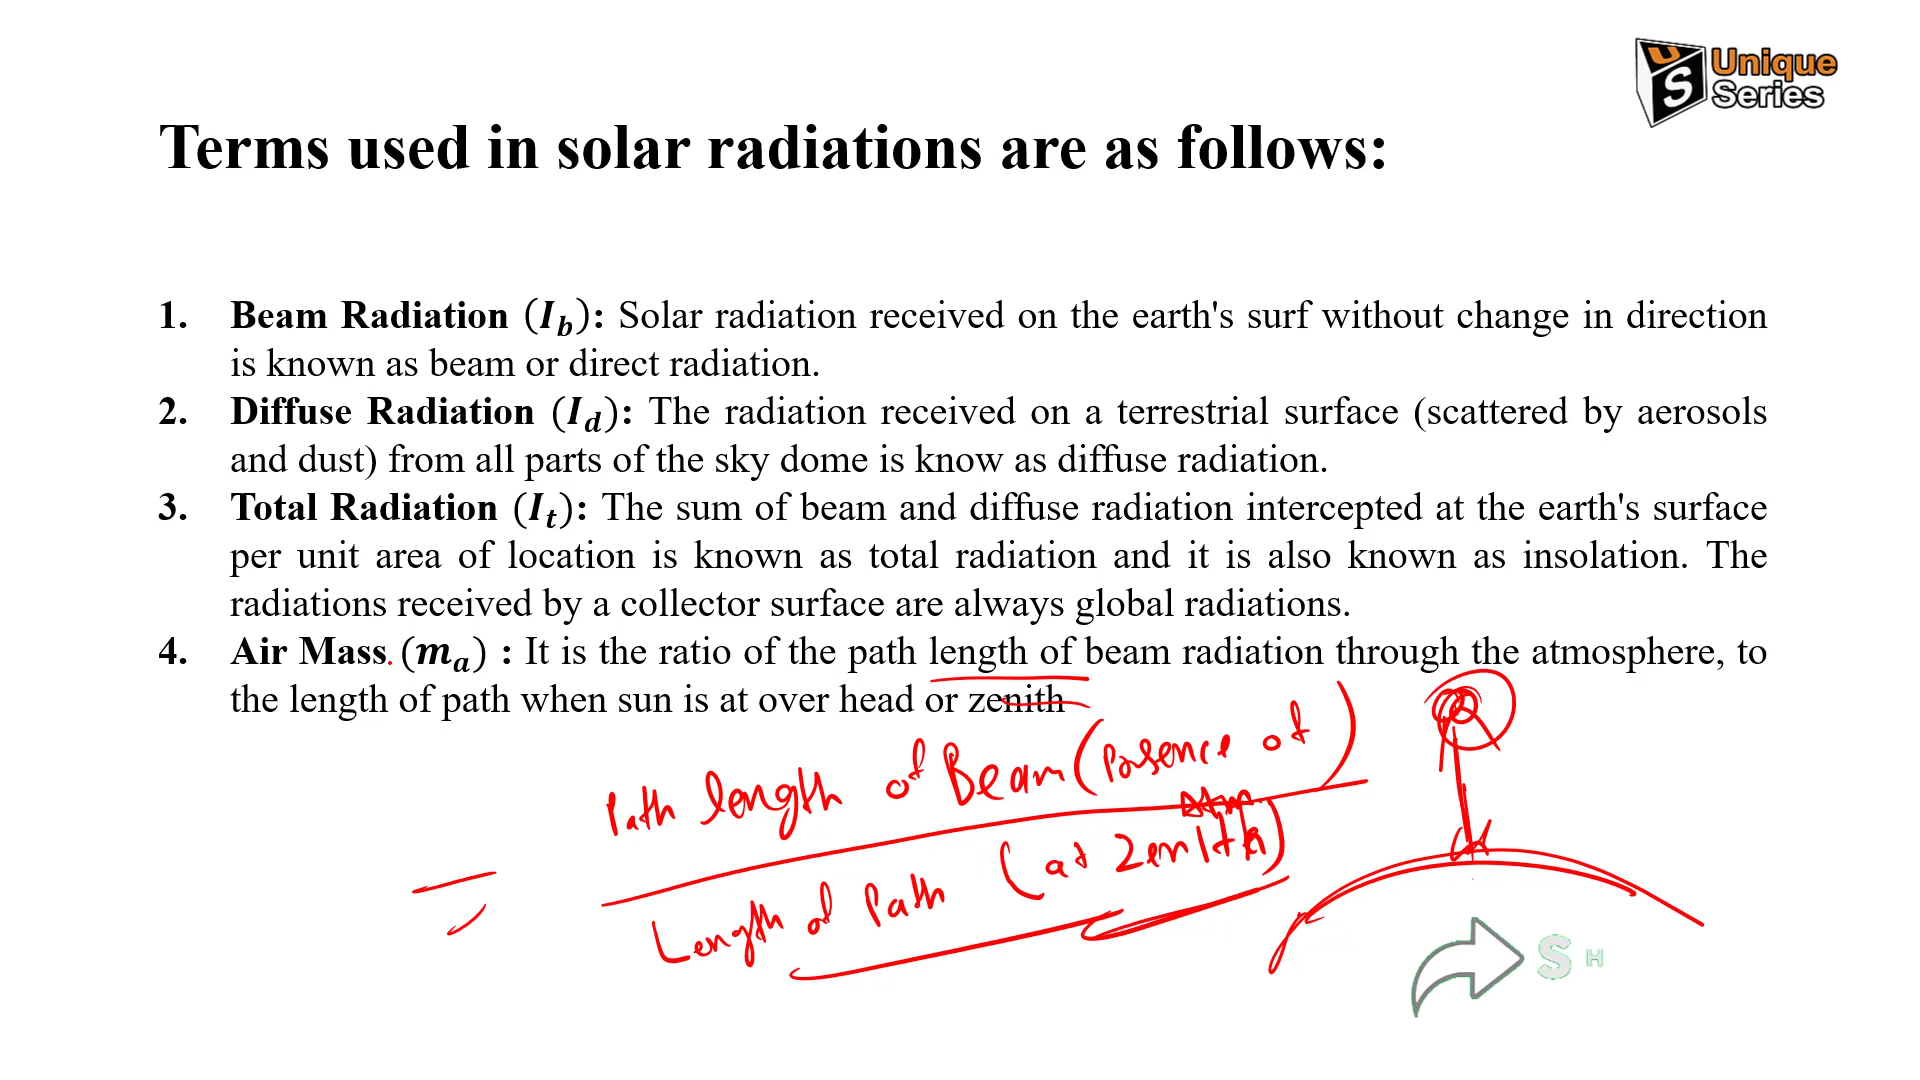 US Unique
Series
Terms used in solar radiations are as follows:
1. Beam Radiation (I_b): Solar radiation received on the earth's surf without change in direction
is known as beam or direct radiation.
2. Diffuse Radiation (I_d): The radiation received on a terrestrial surface (scattered by aerosols
and dust) from all parts of the sky dome is know as diffuse radiation.
3. Total Radiation (I_t): The sum of beam and diffuse radiation intercepted at the earth's surface
per unit area of location is known as total radiation and it is also known as insolation. The
radiations received by a collector surface are always global radiations.
4. Air Mass (m_a) : It is the ratio of the path length of beam radiation through the atmosphere, to
the length of path when sun is at over head or zenith
Path length of Beam (Presence of
Atm)
= 
Length of Path (at Zenith)
S H